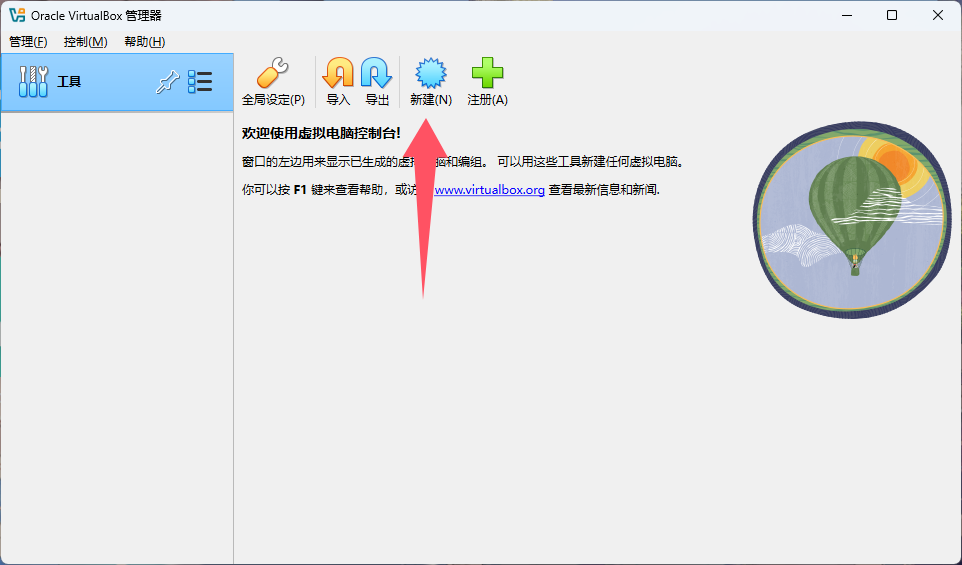 Oracle VirtualBox 管理器
管理(F) 控制(M) 帮助(H)
工具
全局设定(P) 导入 导出 新建(N) 注册(A)
欢迎使用虚拟电脑控制台!
窗口的左边用来显示已生成的虚拟电脑和编组。 可以用这些工具新建任何虚拟电脑。
你可以按 F1 键来查看帮助，或访 www.virtualbox.org 查看最新信息和新闻.